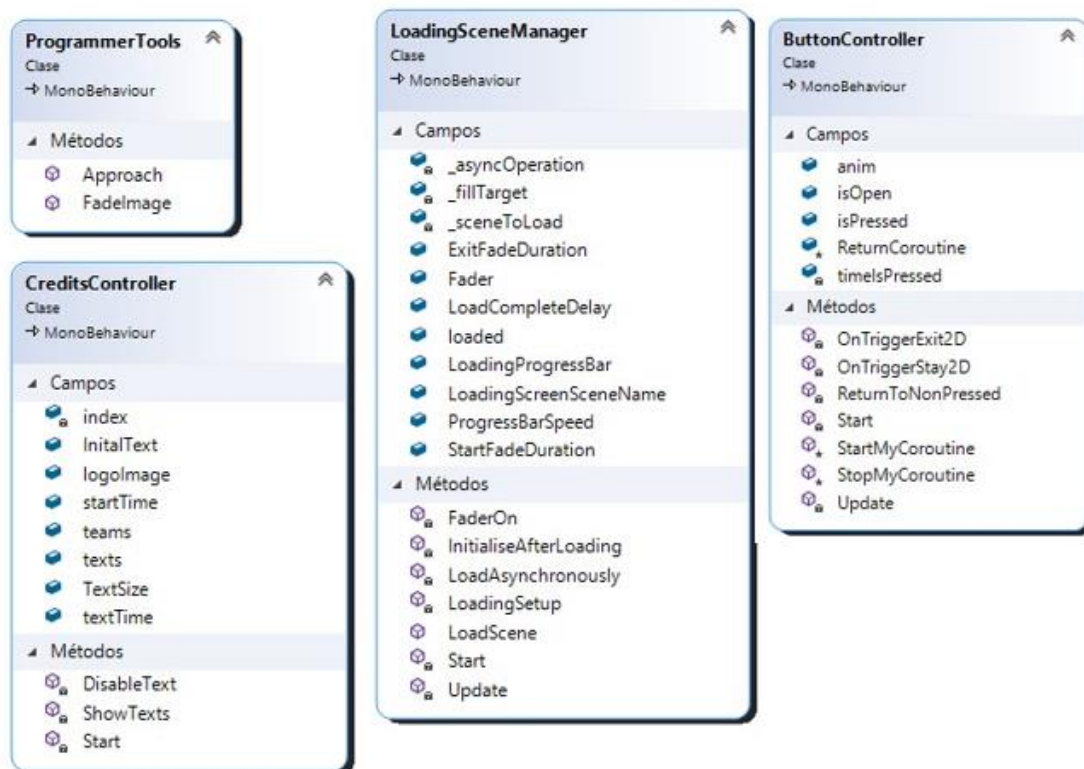 ProgrammerTools
Clase
MonoBehaviour
Métodos
Approach
FadeImage
CreditsController
Clase
MonoBehaviour
Campos
index
InitalText
logoImage
startTime
teams
texts
TextSize
textTime
Métodos
DisableText
ShowTexts
Start
LoadingSceneManager
Clase
MonoBehaviour
Campos
_asyncOperation
_fillTarget
_sceneToLoad
ExitFadeDuration
Fader
LoadCompleteDelay
loaded
LoadingProgressBar
LoadingScreenSceneName
ProgressBarSpeed
StartFadeDuration
Métodos
FaderOn
InitialiseAfterLoading
LoadAsynchronously
LoadingSetup
LoadScene
Start
Update
ButtonController
Clase
MonoBehaviour
Campos
anim
isOpen
isPressed
ReturnCoroutine
timeIsPressed
Métodos
OnTriggerExit2D
OnTriggerStay2D
ReturnToNonPressed
Start
StartMyCoroutine
StopMyCoroutine
Update